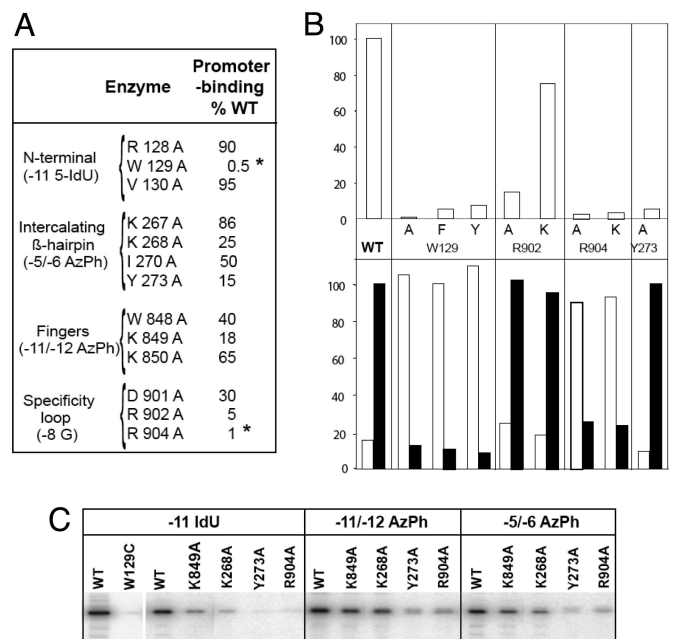 A
Enzyme Promoter -binding % WT
N-terminal (-11 5-IdU)
R 128 A 90
W 129 A 0.5 *
V 130 A 95
Intercalating ß-hairpin (-5/-6 AzPh)
K 267 A 86
K 268 A 25
I 270 A 50
Y 273 A 15
Fingers (-11/-12 AzPh)
W 848 A 40
K 849 A 18
K 850 A 65
Specificity loop (-8 G)
D 901 A 30
R 902 A 5
R 904 A 1 *
B
100
80
60
40
20
0
A F Y A K A K A
WT W129 R902 R904 Y273
100
80
60
40
20
0
C
-11 IdU -11/-12 AzPh -5/-6 AzPh
WT W129C WT K849A K268A Y273A R904A WT K849A K268A Y273A R904A WT K849A K268A Y273A R904A